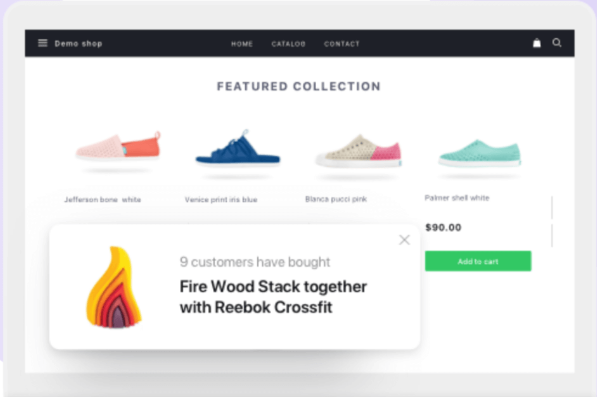 Demo shop
HOME CATALOG CONTACT
FEATURED COLLECTION
Jefferson bone white
Venice print iris blue
Blanca pucci pink
Palmer shell white
$90.00
Add to cart
9 customers have bought
Fire Wood Stack together
with Reebok Crossfit